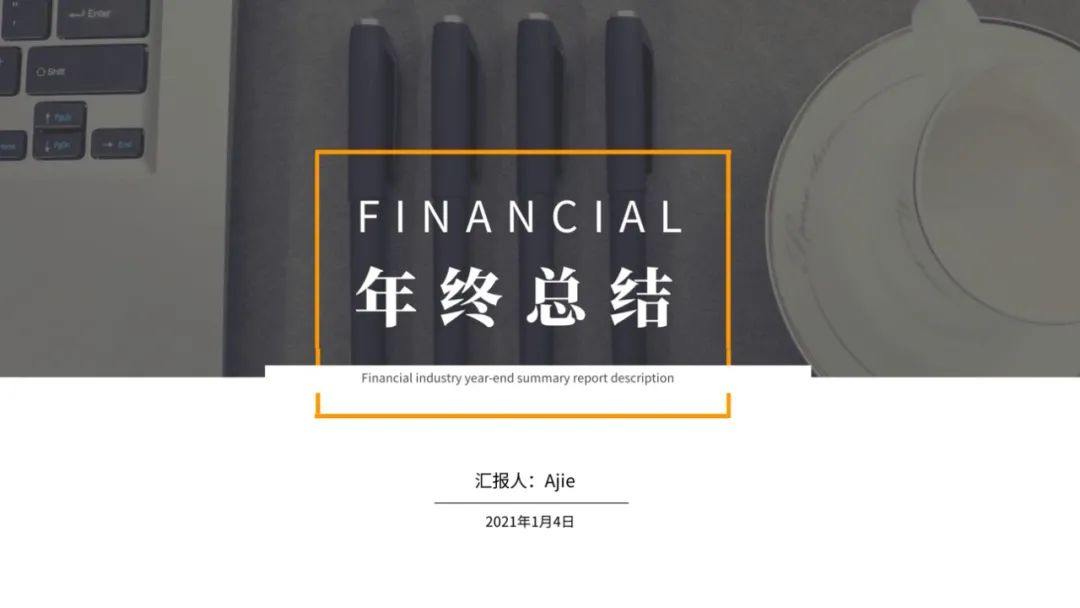 Enter
Shift
PgUp
PgDn
End
FINANCIAL
年终总结
Financial industry year-end summary report description
汇报人：Ajie
2021年1月4日